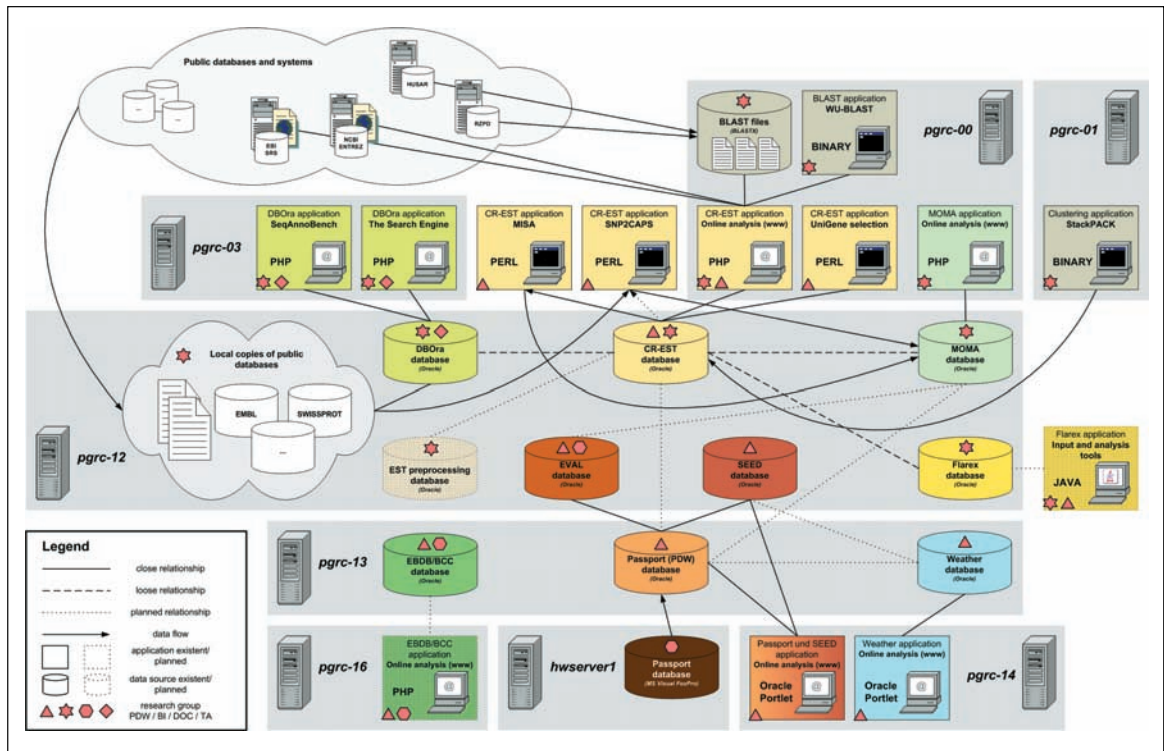 Public databases and systems
...
...
...
HUSAR
RZPD
EBI
SRS
NCBI
ENTREZ
BLAST files
(BLASTX)
BLAST application
WU-BLAST
BINARY
pgrc-00
pgrc-01
pgrc-03
DBOra application
SeqAnnoBench
PHP
DBOra application
The Search Engine
PHP
CR-EST application
MISA
PERL
CR-EST application
SNP2CAPS
PERL
CR-EST application
Online analysis (www)
PHP
CR-EST application
UniGene selection
PERL
MOMA application
Online analysis (www)
PHP
Clustering application
StackPACK
BINARY
Local copies of public
databases
EMBL
SWISSPROT
...
DBOra
database
(Oracle)
CR-EST
database
(Oracle)
MOMA
database
(Oracle)
pgrc-12
EST preprocessing
database
(Oracle)
EVAL
database
(Oracle)
SEED
database
(Oracle)
Flarex
database
(Oracle)
Flarex application
Input and analysis
tools
JAVA
Legend
close relationship
loose relationship
planned relationship
data flow
application existent/
planned
data source existent/
planned
research group
PDW / BI / DOC / TA
pgrc-13
EBDB/BCC
database
(Oracle)
Passport (PDW)
database
(Oracle)
Weather
database
(Oracle)
pgrc-16
EBDB/BCC
application
Online analysis (www)
PHP
hwserver1
Passport
database
(MS Visual FoxPro)
Passport und SEED
application
Online analysis (www)
Oracle
Portlet
Weather application
Online analysis (www)
Oracle
Portlet
pgrc-14